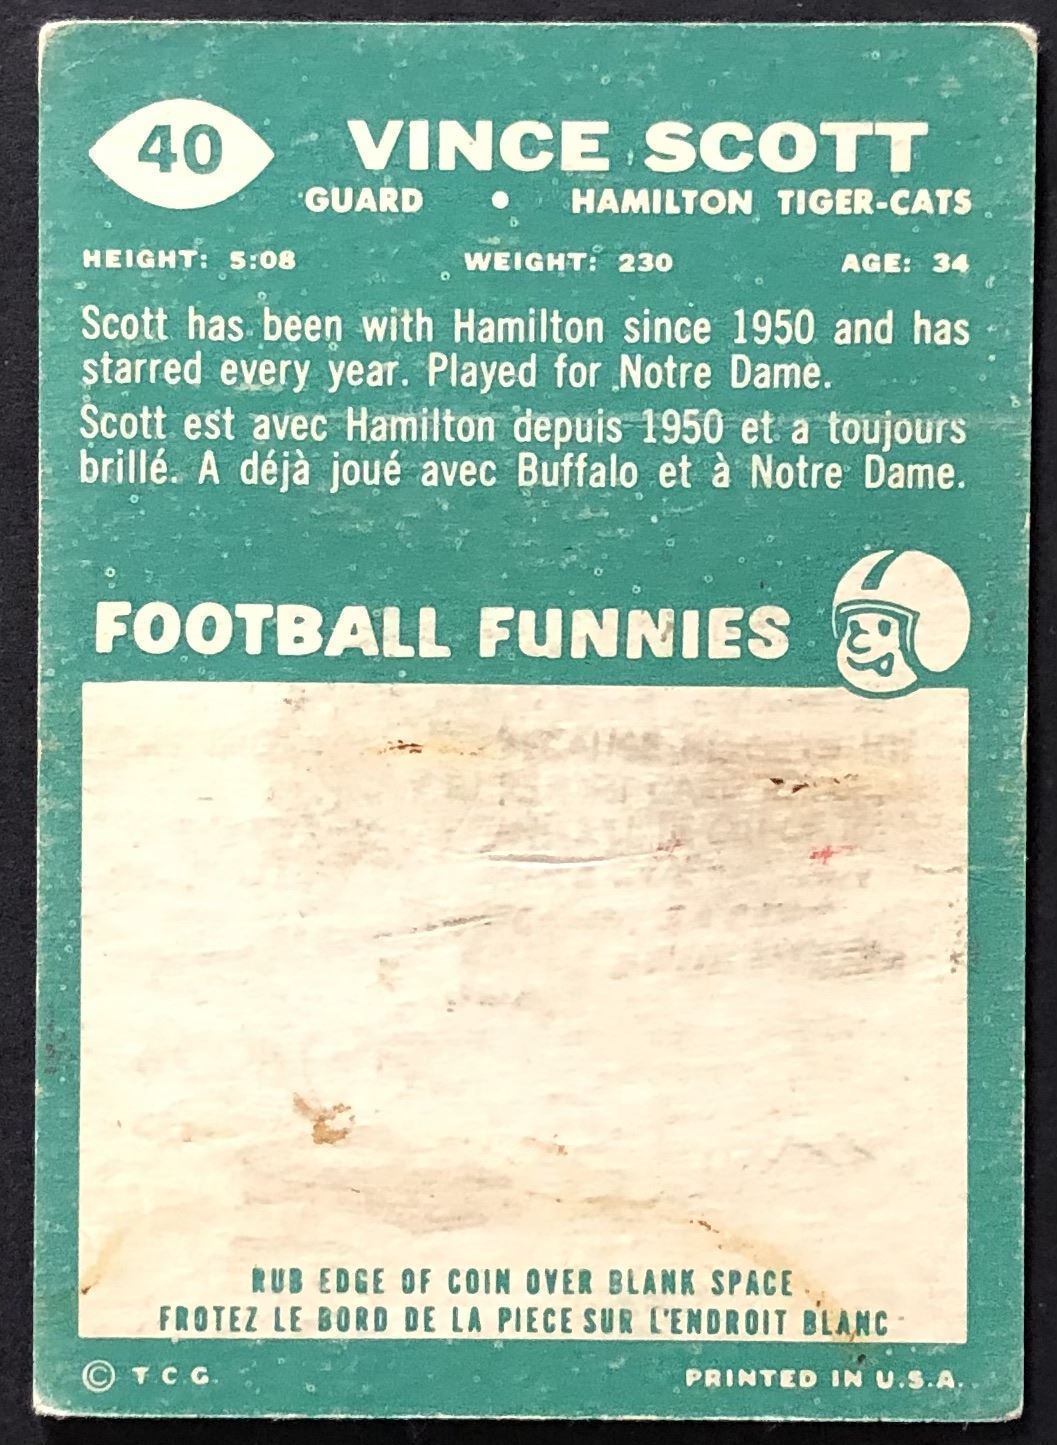 40
VINCE SCOTT
GUARD • HAMILTON TIGER-CATS
HEIGHT: 5:08 WEIGHT: 230 AGE: 34
Scott has been with Hamilton since 1950 and has
starred every year. Played for Notre Dame.
Scott est avec Hamilton depuis 1950 et a toujours
brillé. A déjà joué avec Buffalo et à Notre Dame.
FOOTBALL FUNNIES
RUB EDGE OF COIN OVER BLANK SPACE
FROTEZ LE BORD DE LA PIECE SUR L'ENDROIT BLANC
© T.C.G. PRINTED IN U.S.A.